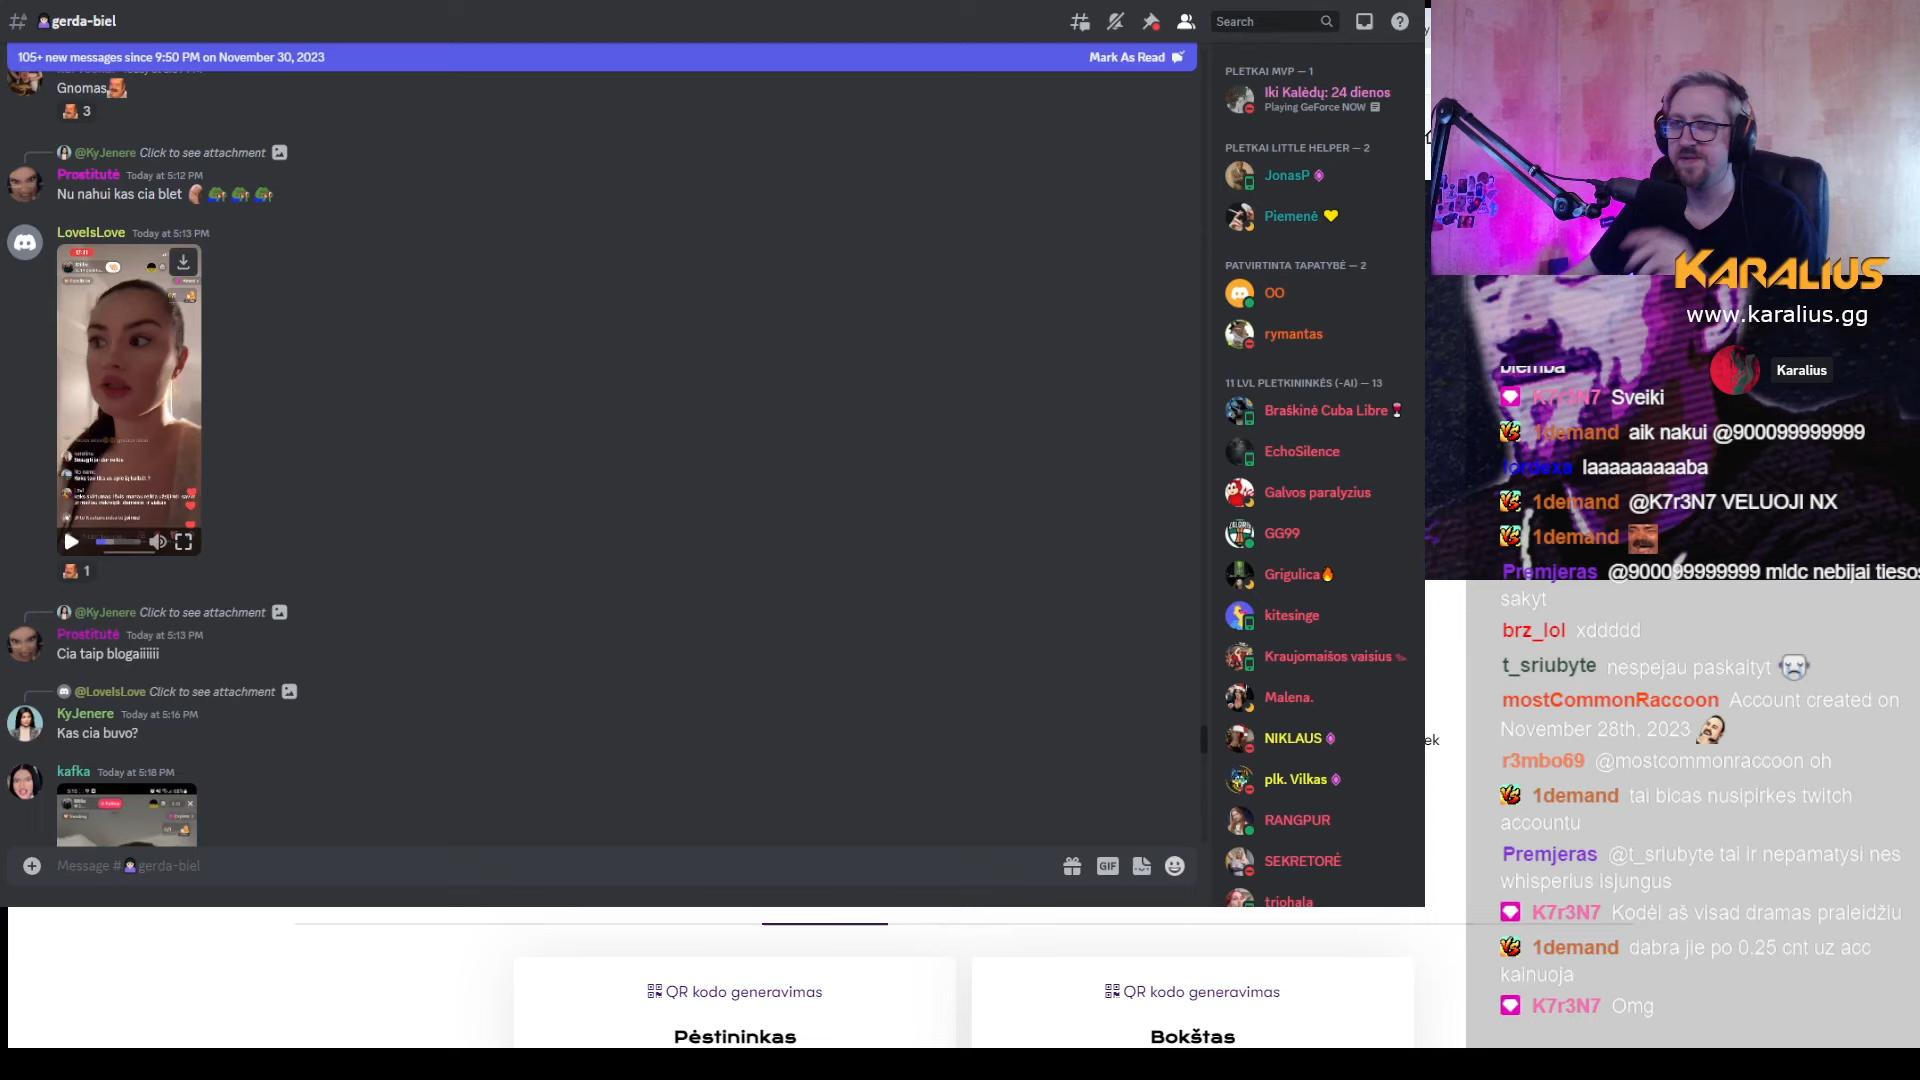 gerda-biel
Search
105+ new messages since 9:50 PM on November 30, 2023
Mark As Read
Gnomas
3
@KyJenere Click to see attachment
Prostitutė Today at 5:12 PM
Nu nahui kas cia blet
LoveIsLove Today at 5:13 PM
1
@KyJenere Click to see attachment
Prostitutė Today at 5:13 PM
Cia taip blogaiiiiii
@LoveIsLove Click to see attachment
KyJenere Today at 5:16 PM
Kas cia buvo?
kafka Today at 5:18 PM
Message # gerda-biel
GIF
PLETKAI MVP — 1
Iki Kalėdų: 24 dienos
Playing GeForce NOW
PLETKAI LITTLE HELPER — 2
JonasP
Piemenė
PATVIRTINTA TAPATYBĖ — 2
OO
rymantas
11 LVL PLETKININKĖS (-AI) — 13
Braškinė Cuba Libre
EchoSilence
Galvos paralyzius
GG99
Grigulica
kitesinge
Kraujomaišos vaisius
Malena.
NIKLAUS
plk. Vilkas
RANGPUR
SEKRETORĖ
triohala
KARALIUS
www.karalius.gg
Karalius
K7r3N7 Sveiki
1demand aik nakui @900099999999
lordexa laaaaaaaaaba
1demand @K7r3N7 VELUOJI NX
1demand
Premjeras @900099999999 mldc nebijai tiesos
sakyt
brz_lol xddddd
t_sriubyte nespejau paskaityt
mostCommonRaccoon Account created on
November 28th, 2023
r3mbo69 @mostcommonraccoon oh
1demand tai bicas nusipirkes twitch
accountu
Premjeras @t_sriubyte tai ir nepamatysi nes
whisperius isjungus
K7r3N7 Kodėl aš visad dramas praleidžiu
1demand dabra jie po 0.25 cnt uz acc
kainuoja
K7r3N7 Omg
ek
QR kodo generavimas
Pėstininkas
QR kodo generavimas
Bokštas